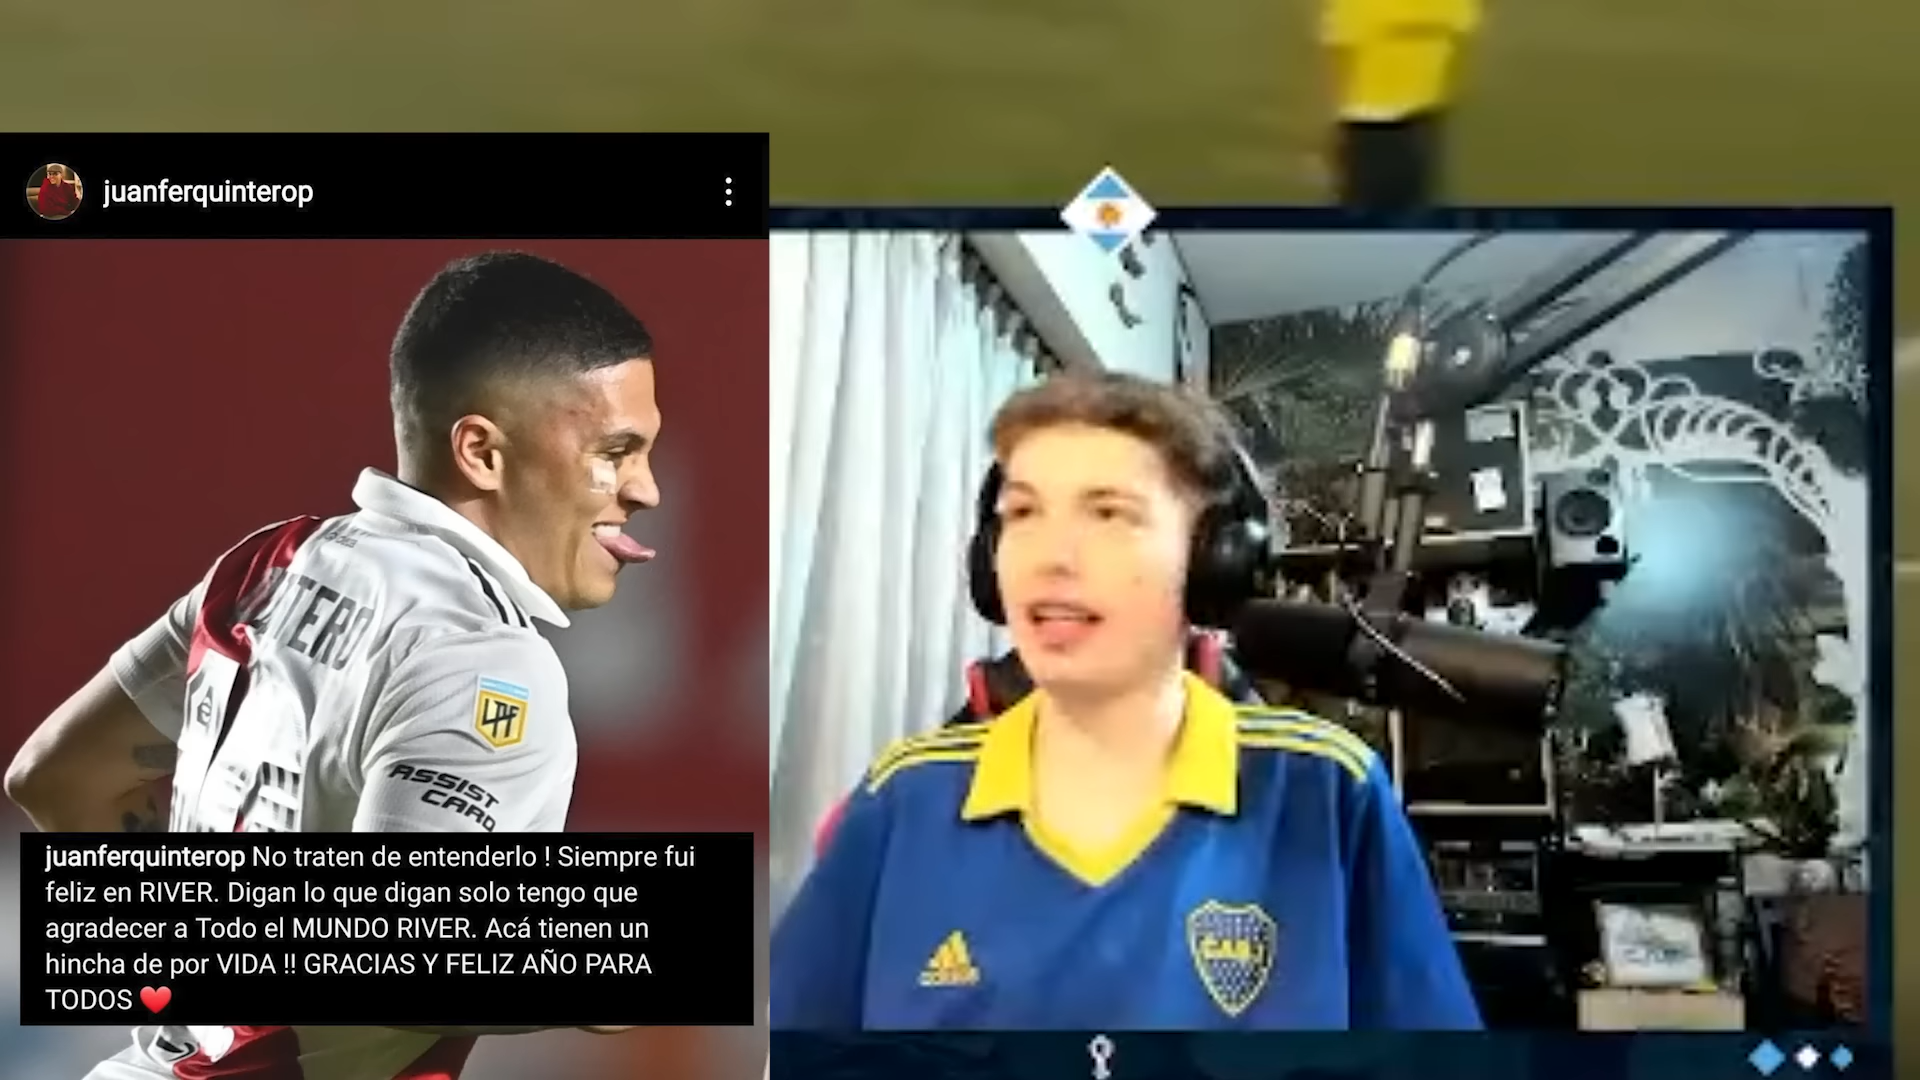 juanferquinterop
ASSIST
CARD
juanferquinterop No traten de entenderlo ! Siempre fui
feliz en RIVER. Digan lo que digan solo tengo que
agradecer a Todo el MUNDO RIVER. Acá tienen un
hincha de por VIDA !! GRACIAS Y FELIZ AÑO PARA
TODOS ❤️
LPF
CABJ